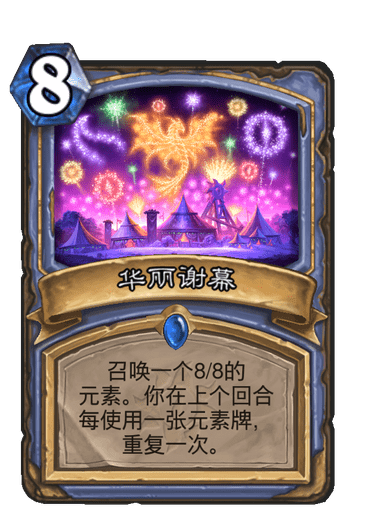 8
华丽谢幕
召唤一个8/8的
元素。你在上个回合
每使用一张元素牌，
重复一次。